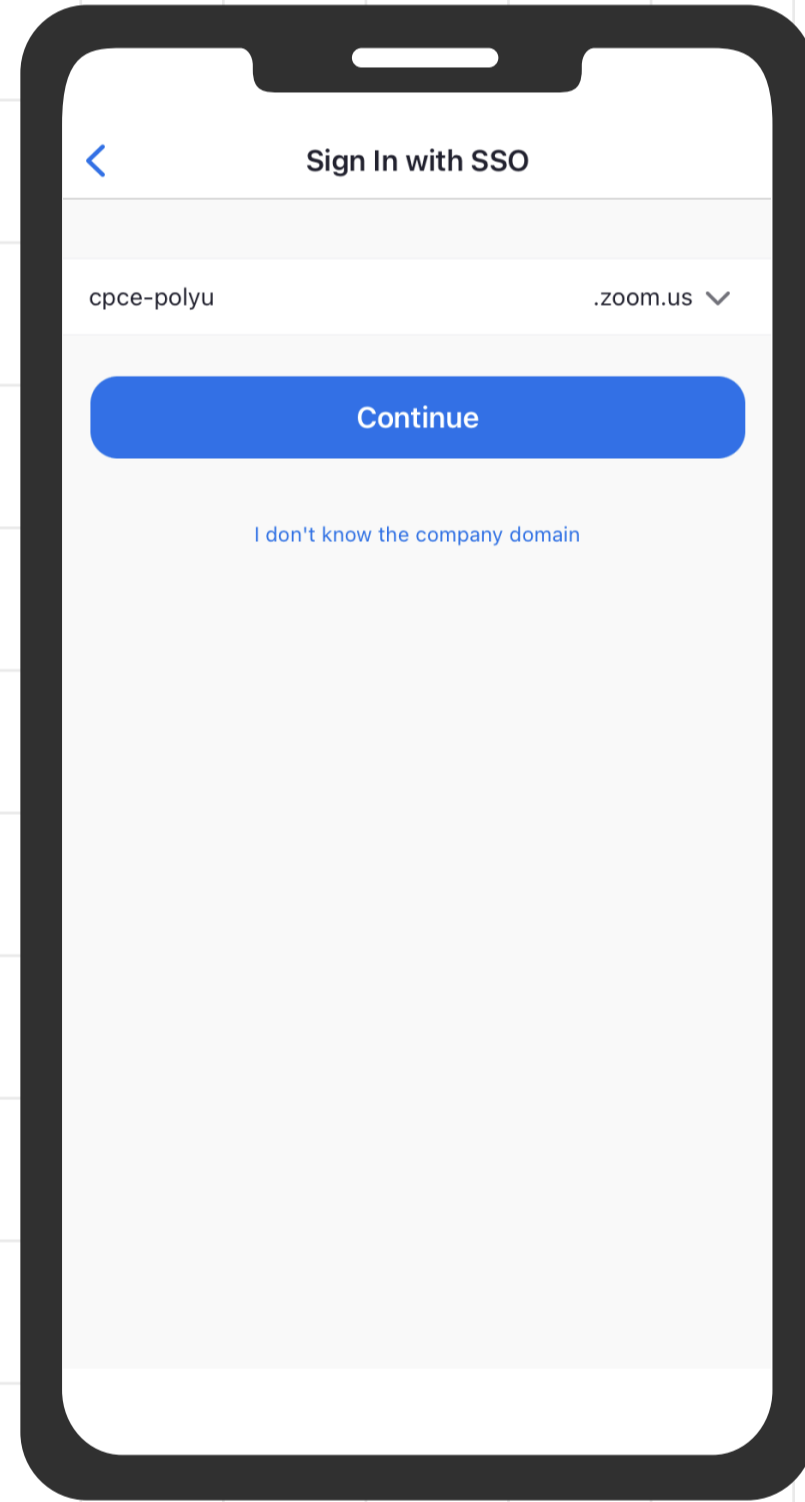 Sign In with SSO
cpce-polyu .zoom.us
Continue
I don't know the company domain